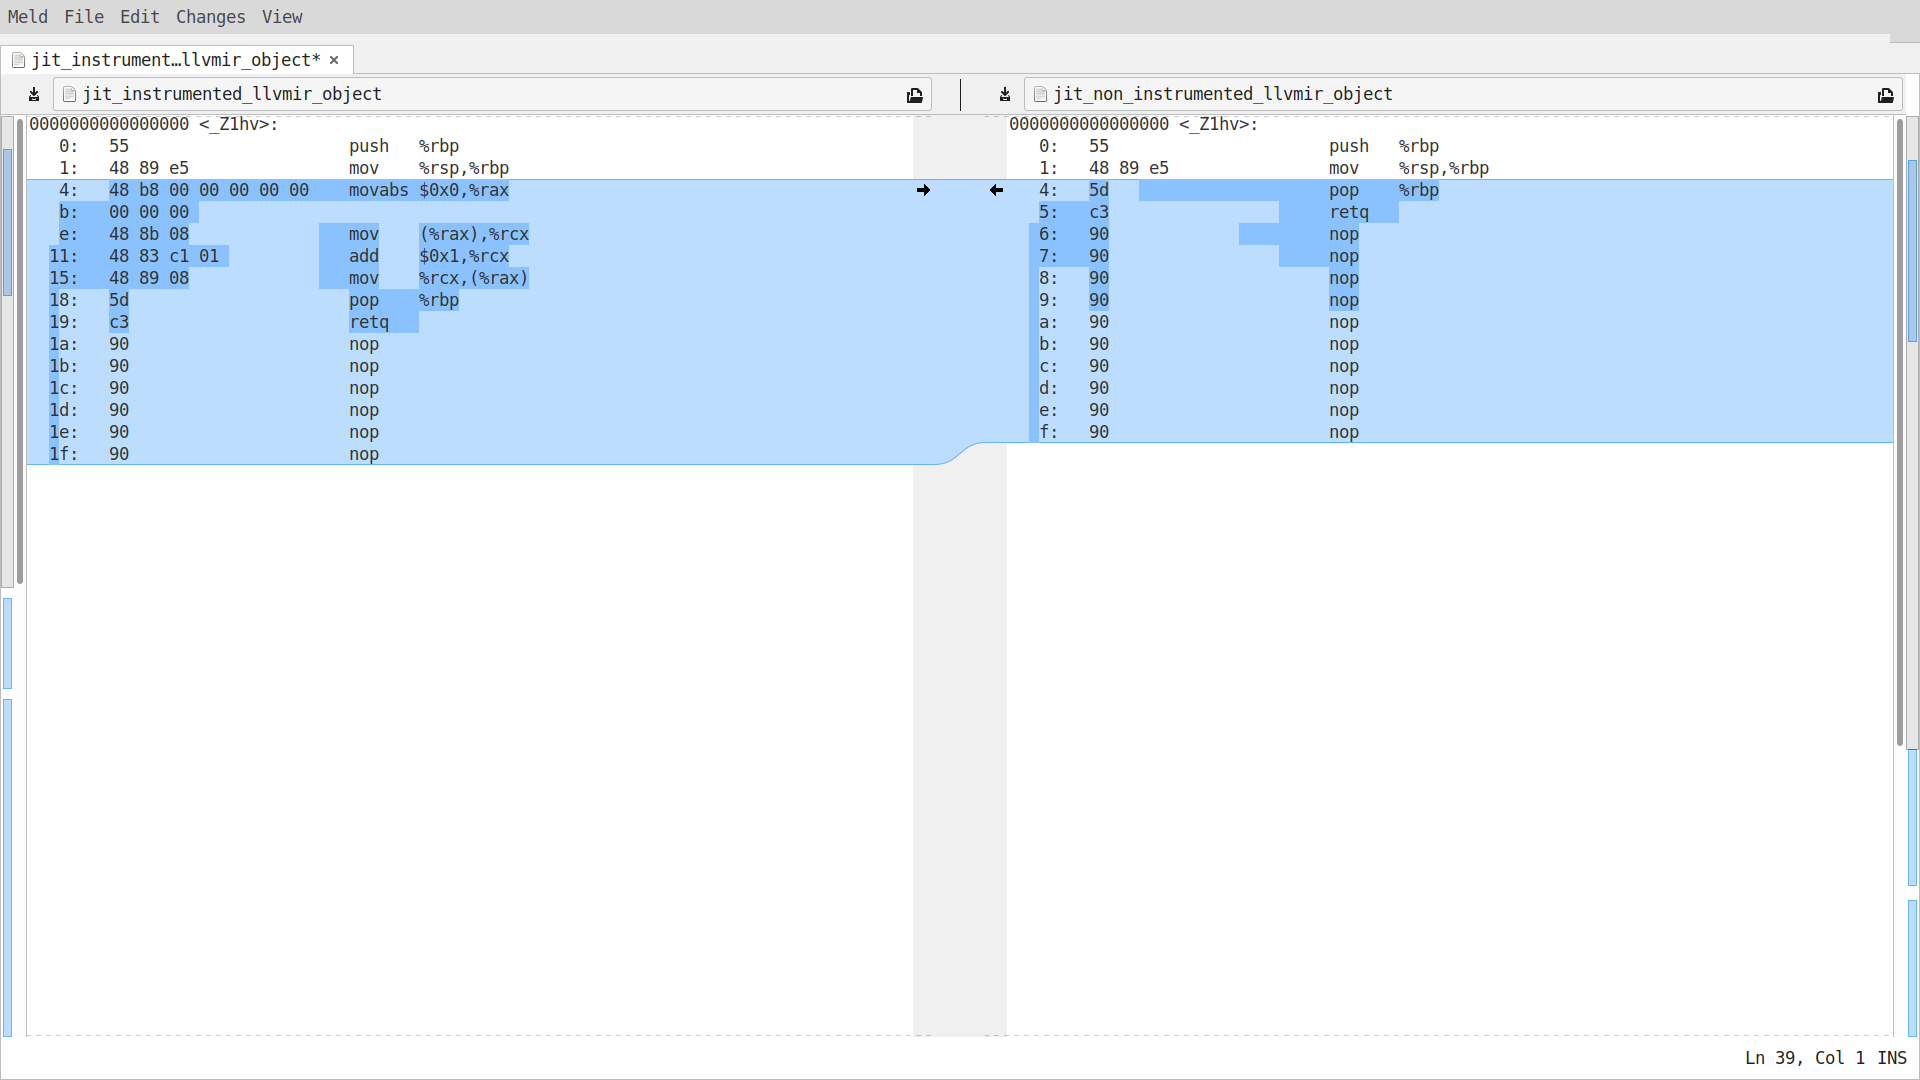 Meld File Edit Changes View
jit_instrument…llvmir_object* ×
jit_instrumented_llvmir_object
0000000000000000 <_Z1hv>:
0: 55 push %rbp
1: 48 89 e5 mov %rsp,%rbp
4: 48 b8 00 00 00 00 00 movabs $0x0,%rax
b: 00 00 00
e: 48 8b 08 mov (%rax),%rcx
11: 48 83 c1 01 add $0x1,%rcx
15: 48 89 08 mov %rcx,(%rax)
18: 5d pop %rbp
19: c3 retq
1a: 90 nop
1b: 90 nop
1c: 90 nop
1d: 90 nop
1e: 90 nop
1f: 90 nop
jit_non_instrumented_llvmir_object
0000000000000000 <_Z1hv>:
0: 55 push %rbp
1: 48 89 e5 mov %rsp,%rbp
4: 5d pop %rbp
5: c3 retq
6: 90 nop
7: 90 nop
8: 90 nop
9: 90 nop
a: 90 nop
b: 90 nop
c: 90 nop
d: 90 nop
e: 90 nop
f: 90 nop
Ln 39, Col 1 INS